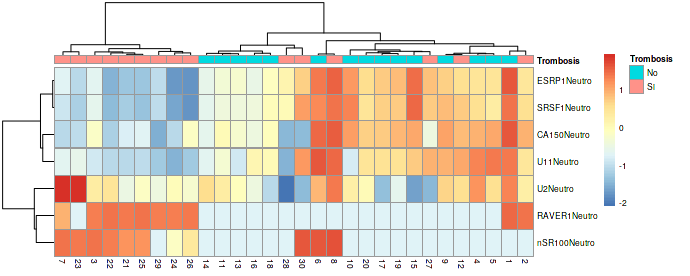 Trombosis
Trombosis
No
SI
1
0
-1
-2
ESRP1Neutro
SRSF1Neutro
CA150Neutro
U11Neutro
U2Neutro
RAVER1Neutro
nSR100Neutro
7 23 3 22 21 25 29 24 26 14 11 13 16 18 28 30 6 8 10 20 17 19 15 27 9 12 4 5 1 2